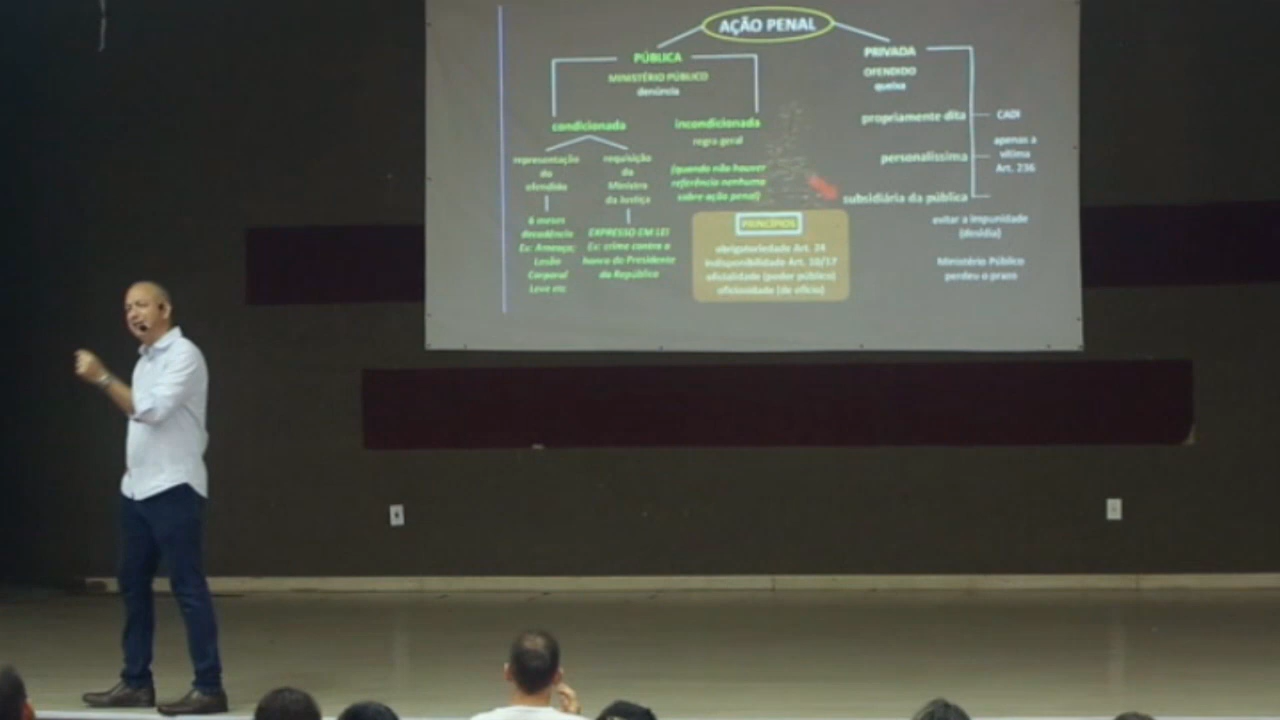 AÇÃO PENAL
PÚBLICA
MINISTÉRIO PÚBLICO
denúncia
condicionada
representação
do
ofendido
6 meses
decadência
Ex: Ameaça;
Lesão
Corporal
Leve etc
requisição
do
Ministro
da Justiça
EXPRESSO EM LEI
Ex: crime contra a
honra do Presidente
da República
incondicionada
regra geral
(quando não houver
referência nenhuma
sobre ação penal)
PRINCÍPIOS
obrigatoriedade Art. 24
indisponibilidade Art. 10/17
oficialidade (poder público)
oficiosidade (de ofício)
PRIVADA
OFENDIDO
queixa
propriamente dita
CADI
personalíssima
apenas a
vítima
Art. 236
subsidiária da pública
evitar a impunidade
(desídia)
Ministério Público
perdeu o prazo